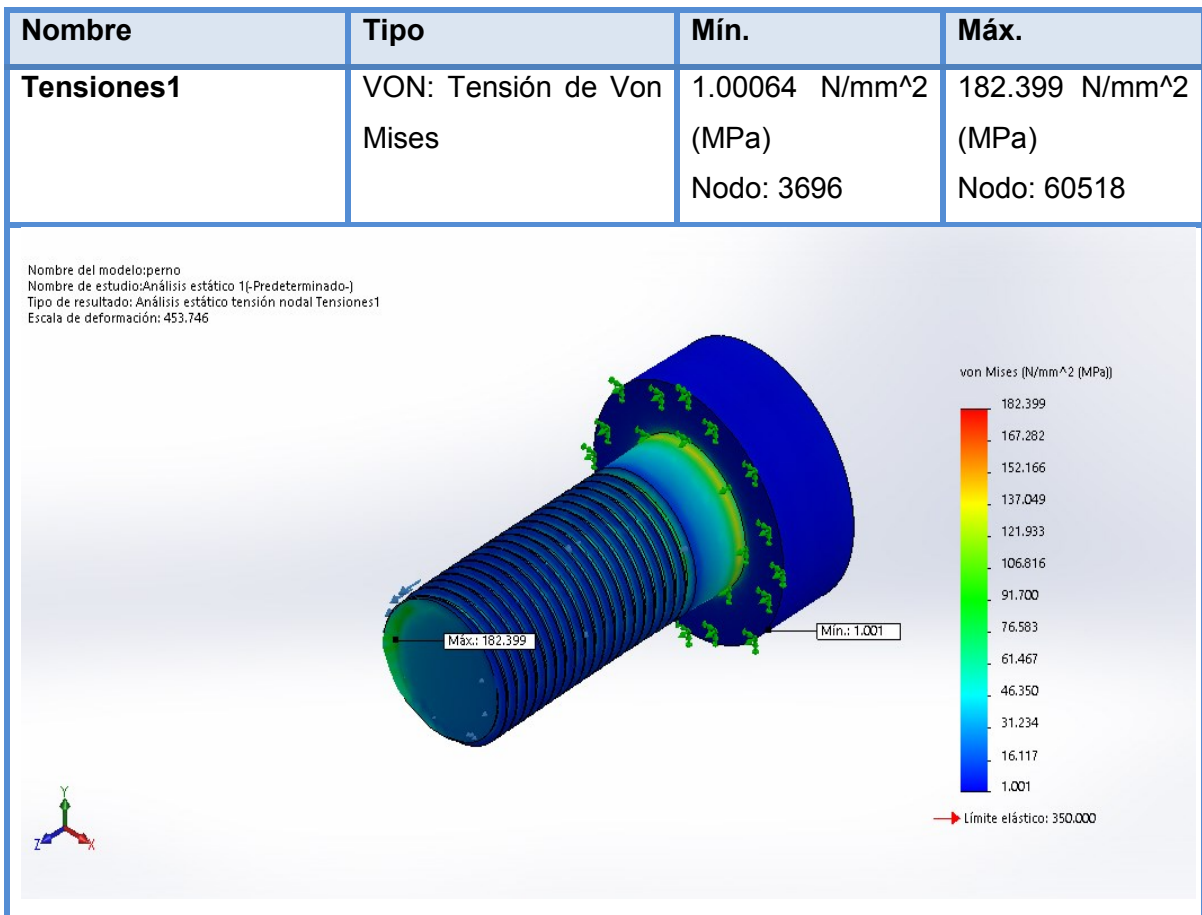 Nombre Tipo Mín. Máx.
Tensiones1 VON: Tensión de Von 1.00064 N/mm^2 182.399 N/mm^2
Mises (MPa) (MPa)
Nodo: 3696 Nodo: 60518
Nombre del modelo:perno
Nombre de estudio:Análisis estático 1(-Predeterminado-)
Tipo de resultado: Análisis estático tensión nodal Tensiones1
Escala de deformación: 453.746
von Mises (N/mm^2 (MPa))
182.399
167.282
152.166
137.049
121.933
106.816
91.700
76.583
61.467
46.350
31.234
16.117
1.001
Límite elástico: 350.000
Máx.: 182.399
Mín.: 1.001
Y
Z
X